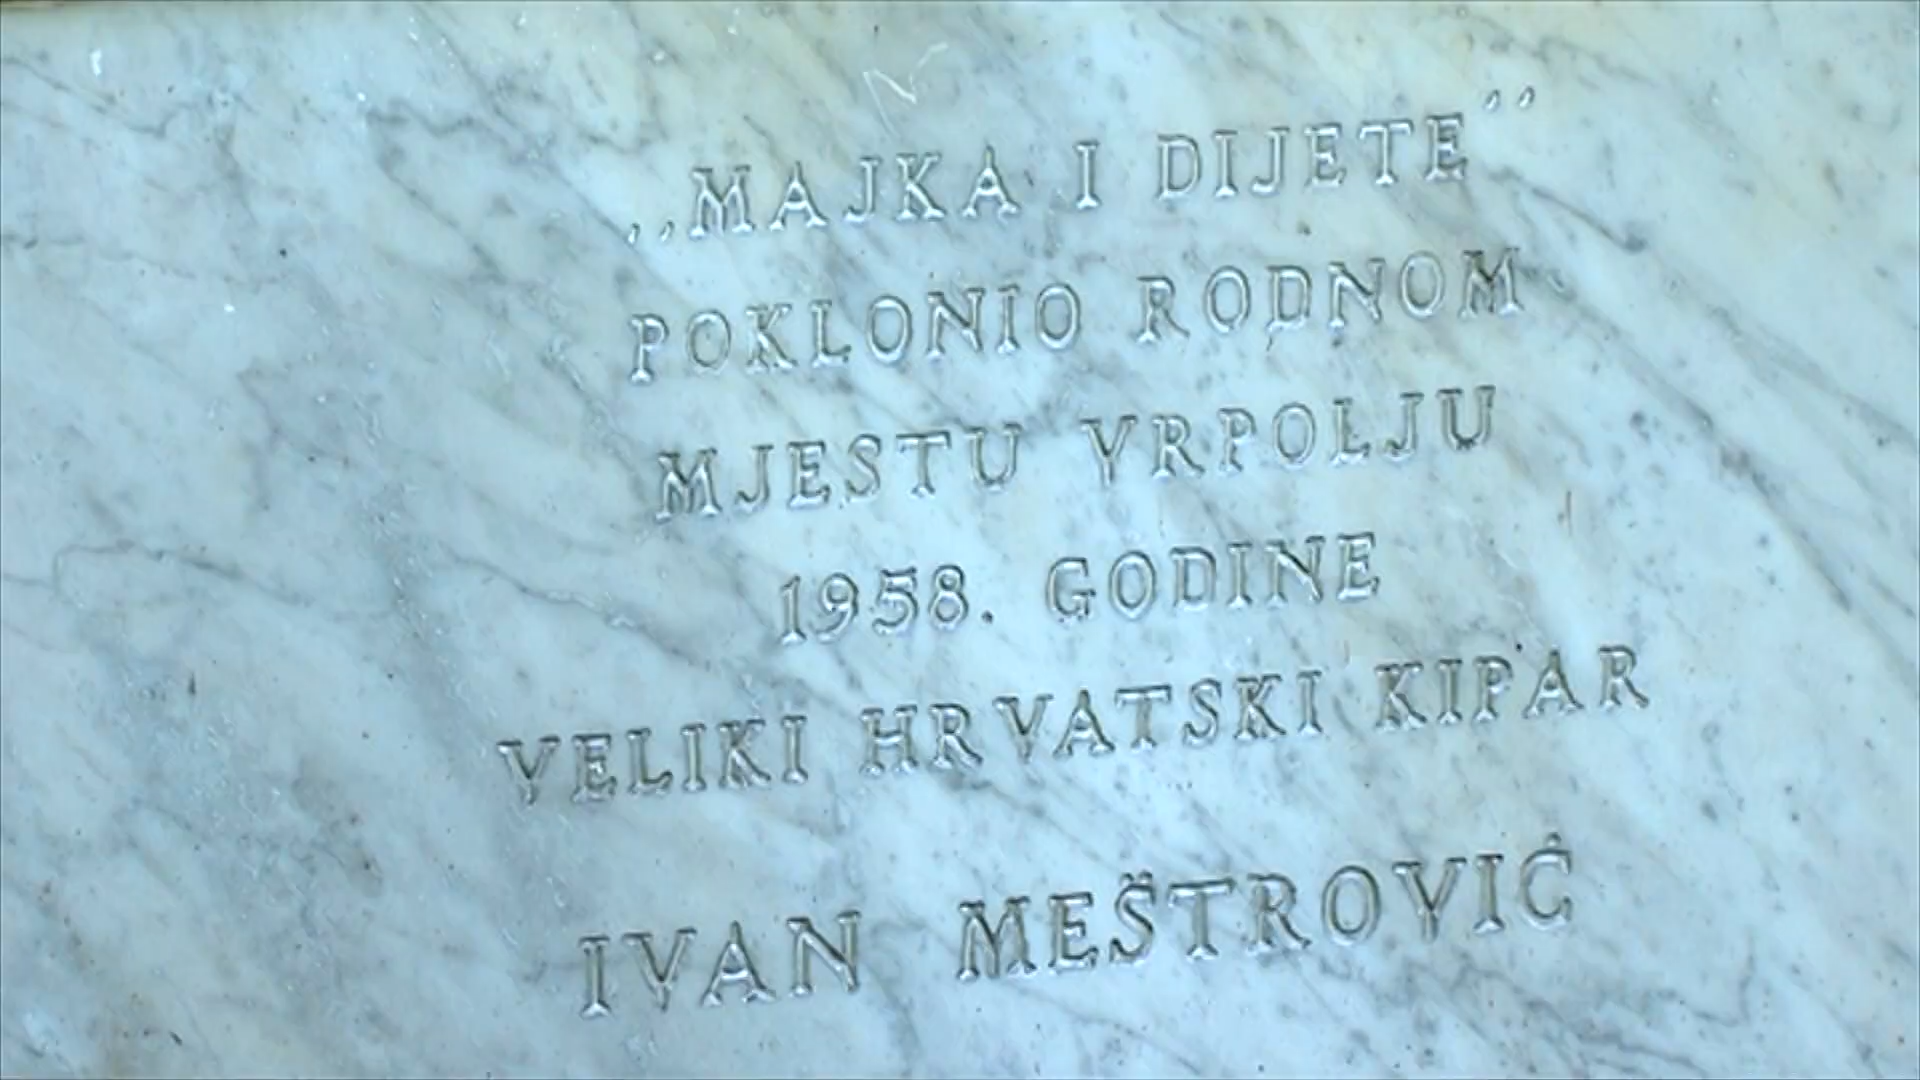 ,,MAJKA I DIJETE''
POKLONIO RODNOM
MJESTU VRPOLJU
1958. GODINE
VELIKI HRVATSKI KIPAR
IVAN MEŠTROVIĆ